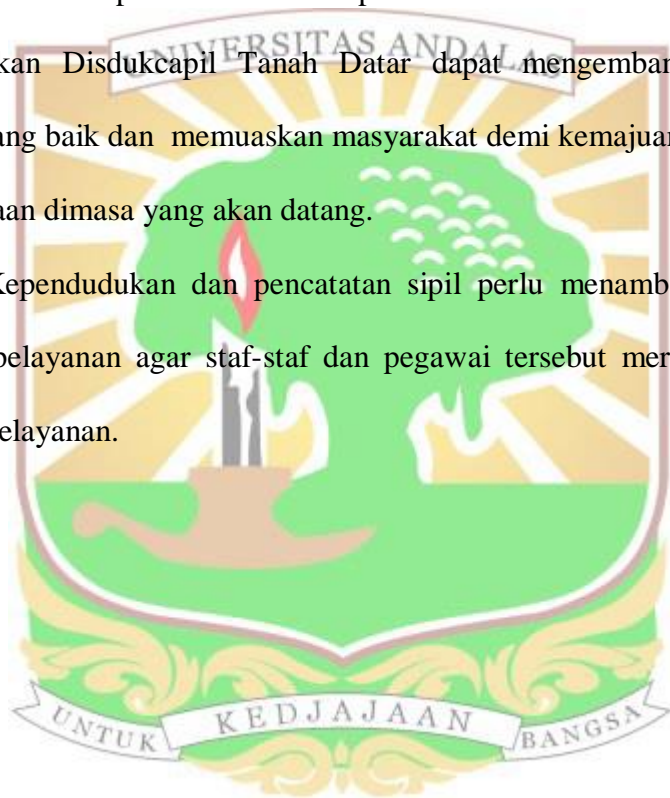 UNIVERSITAS ANDALAS
kan Disdukcapil Tanah Datar dapat mengemban
ang baik dan memuaskan masyarakat demi kemajuan
aan dimasa yang akan datang.
Kependudukan dan pencatatan sipil perlu menamb
pelayanan agar staf-staf dan pegawai tersebut mer
elayanan.
UNTUK KEDJAJAAN BANGSA